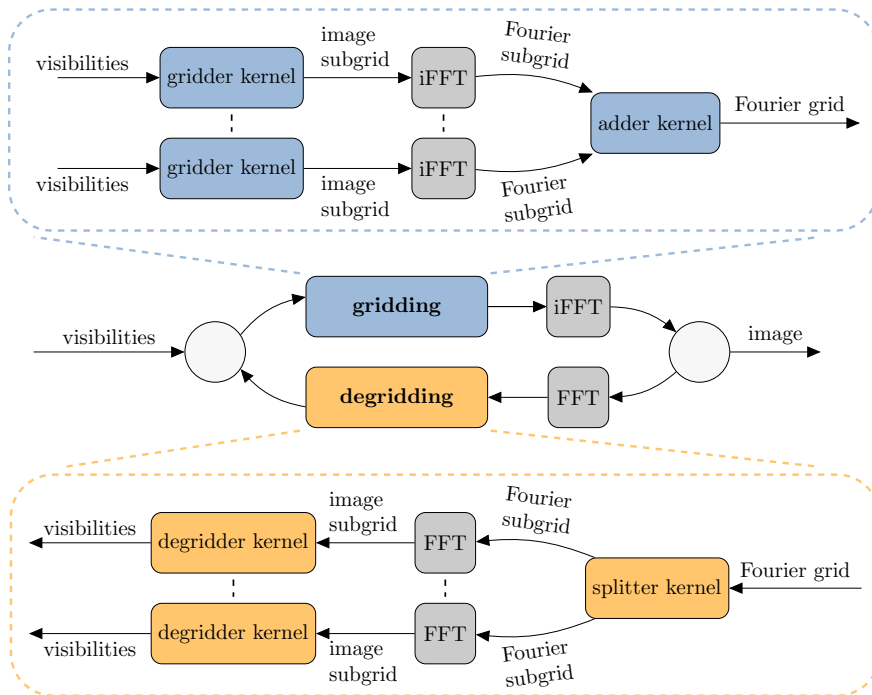 visibilities
gridder kernel
image
subgrid
iFFT
Fourier
subgrid
adder kernel
Fourier grid
visibilities
gridder kernel
image
subgrid
iFFT
Fourier
subgrid
visibilities
gridding
iFFT
image
degridding
FFT
visibilities
degridder kernel
image
subgrid
FFT
Fourier
subgrid
splitter kernel
Fourier grid
visibilities
degridder kernel
image
subgrid
FFT
Fourier
subgrid